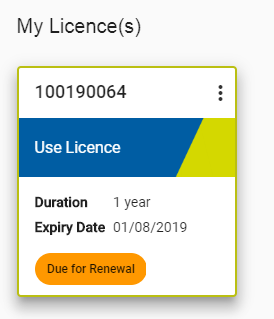 My Licence(s)
100190064
Use Licence
Duration 1 year
Expiry Date 01/08/2019
Due for Renewal